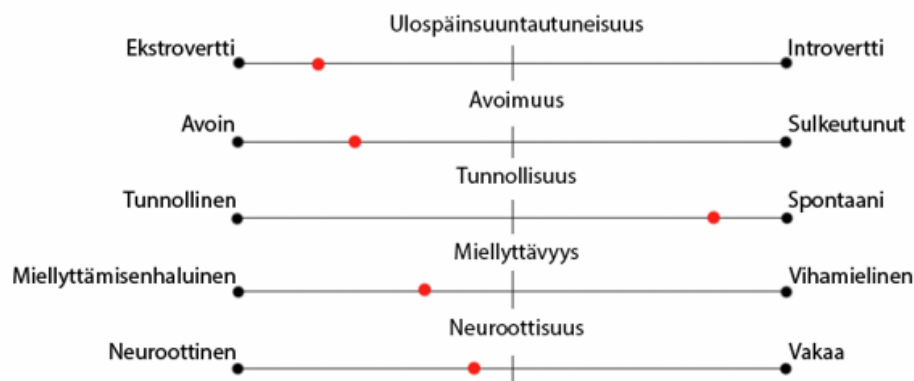 Ulospäinsuuntautuneisuus
Ekstrovertti Introvertti
Avoimuus
Avoin Sulkeutunut
Tunnollisuus
Tunnollinen Spontaani
Miellyttävyys
Miellyttämisenhaluinen Vihamielinen
Neuroottisuus
Neuroottinen Vakaa